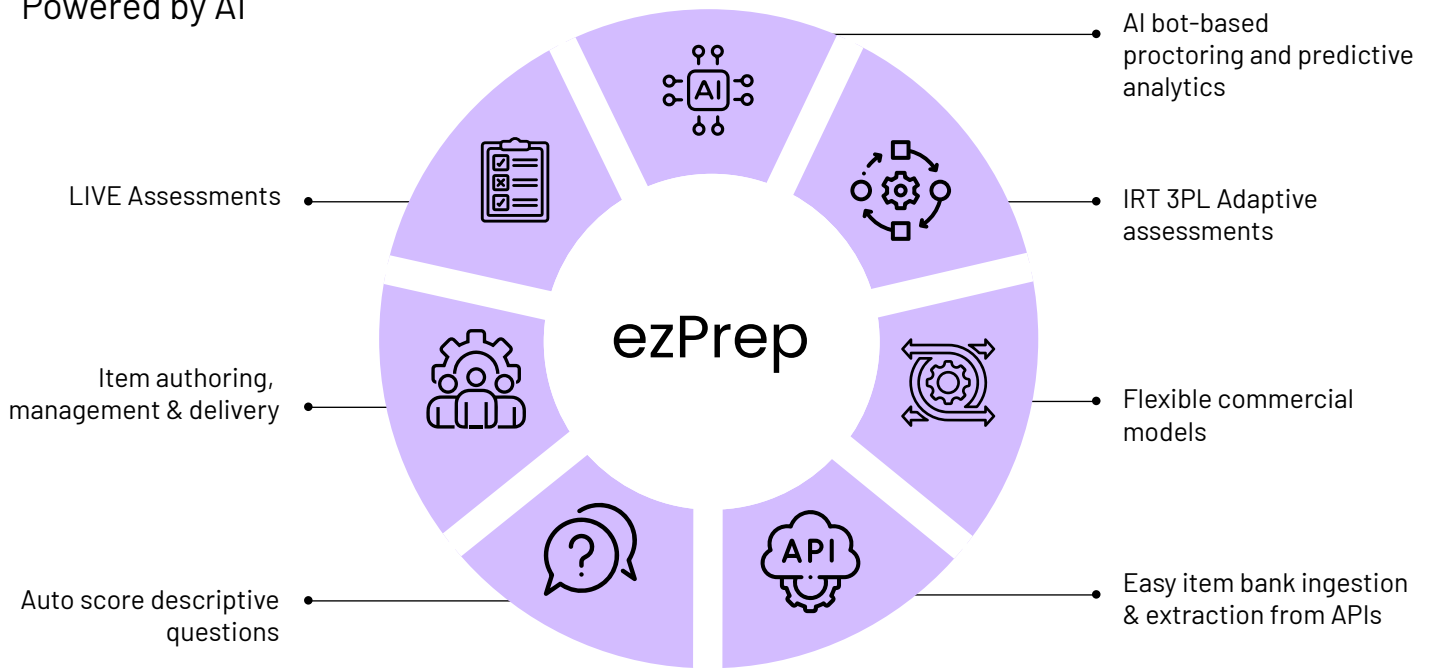 Powered by AI
AI bot-based
proctoring and predictive
analytics
AI
LIVE Assessments
IRT 3PL Adaptive
assessments
ezPrep
Item authoring,
management & delivery
Flexible commercial
models
?
API
Auto score descriptive
questions
Easy item bank ingestion
& extraction from APIs